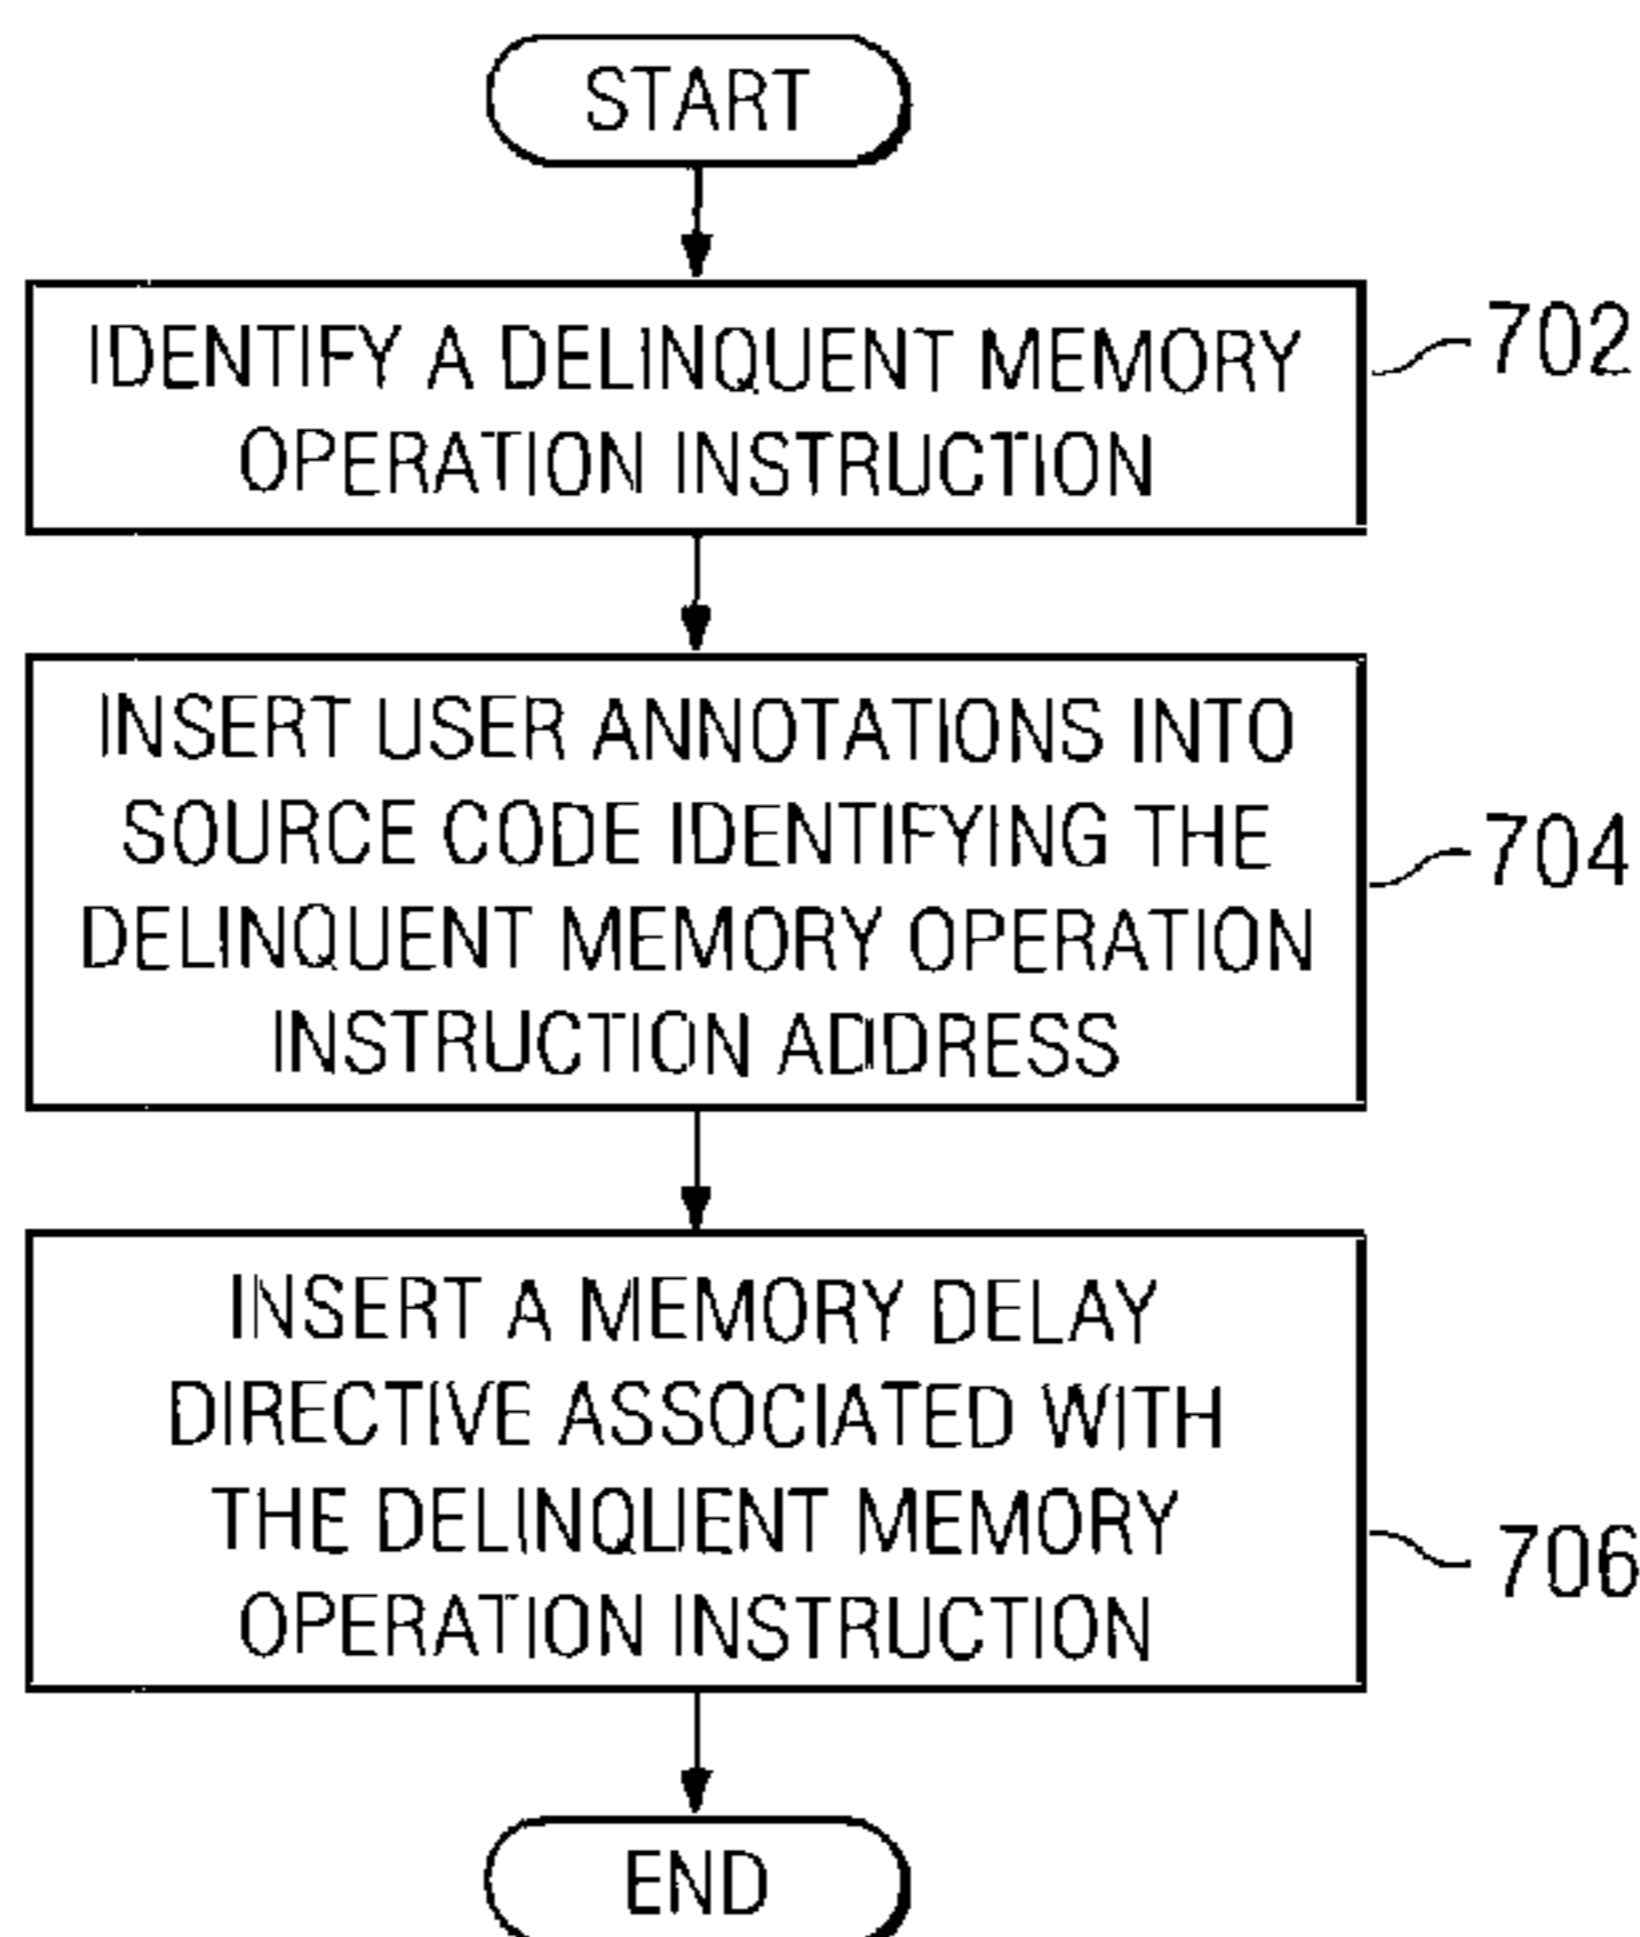 START
IDENTIFY A DELINQUENT MEMORY
OPERATION INSTRUCTION
702
INSERT USER ANNOTATIONS INTO
SOURCE CODE IDENTIFYING THE
DELINQUENT MEMORY OPERATION
INSTRUCTION ADDRESS
704
INSERT A MEMORY DELAY
DIRECTIVE ASSOCIATED WITH
THE DELINQUENT MEMORY
OPERATION INSTRUCTION
706
END